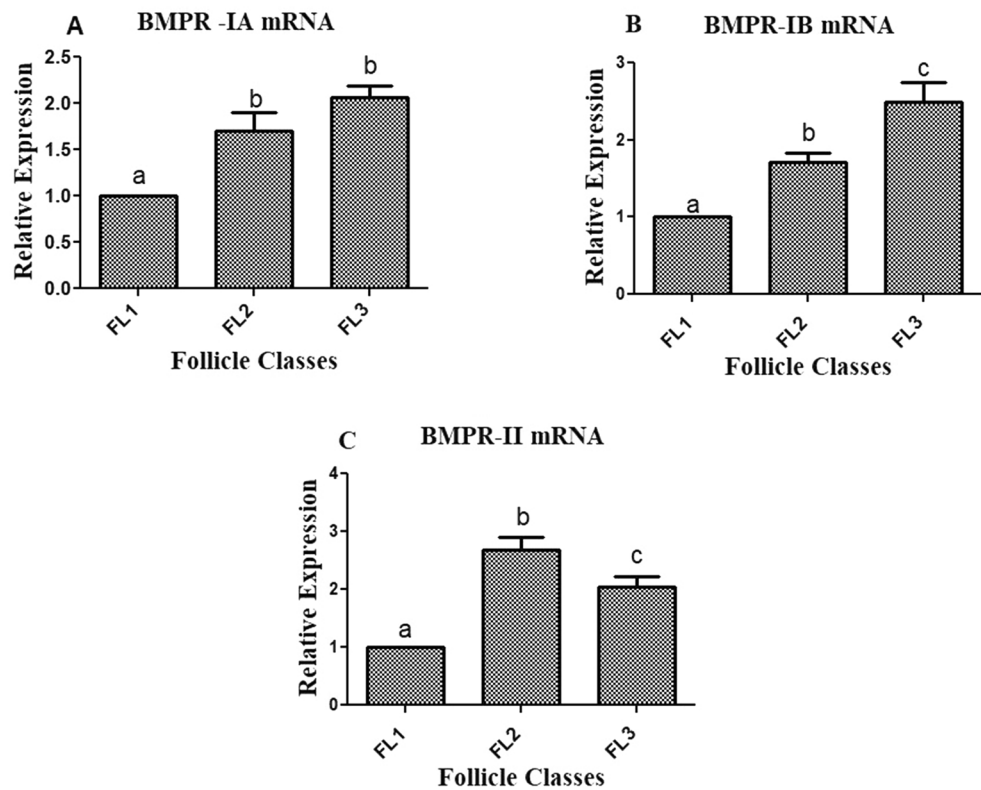 A
BMPR -IA mRNA
Relative Expression
2.5
2.0
1.5
1.0
0.5
0.0
a
b
b
FL1
FL2
FL3
Follicle Classes
B
BMPR-IB mRNA
Relative Expression
3
2
1
0
a
b
c
FL1
FL2
FL3
Follicle Classes
C
BMPR-II mRNA
Relative Expression
4
3
2
1
0
a
b
c
FL1
FL2
FL3
Follicle Classes